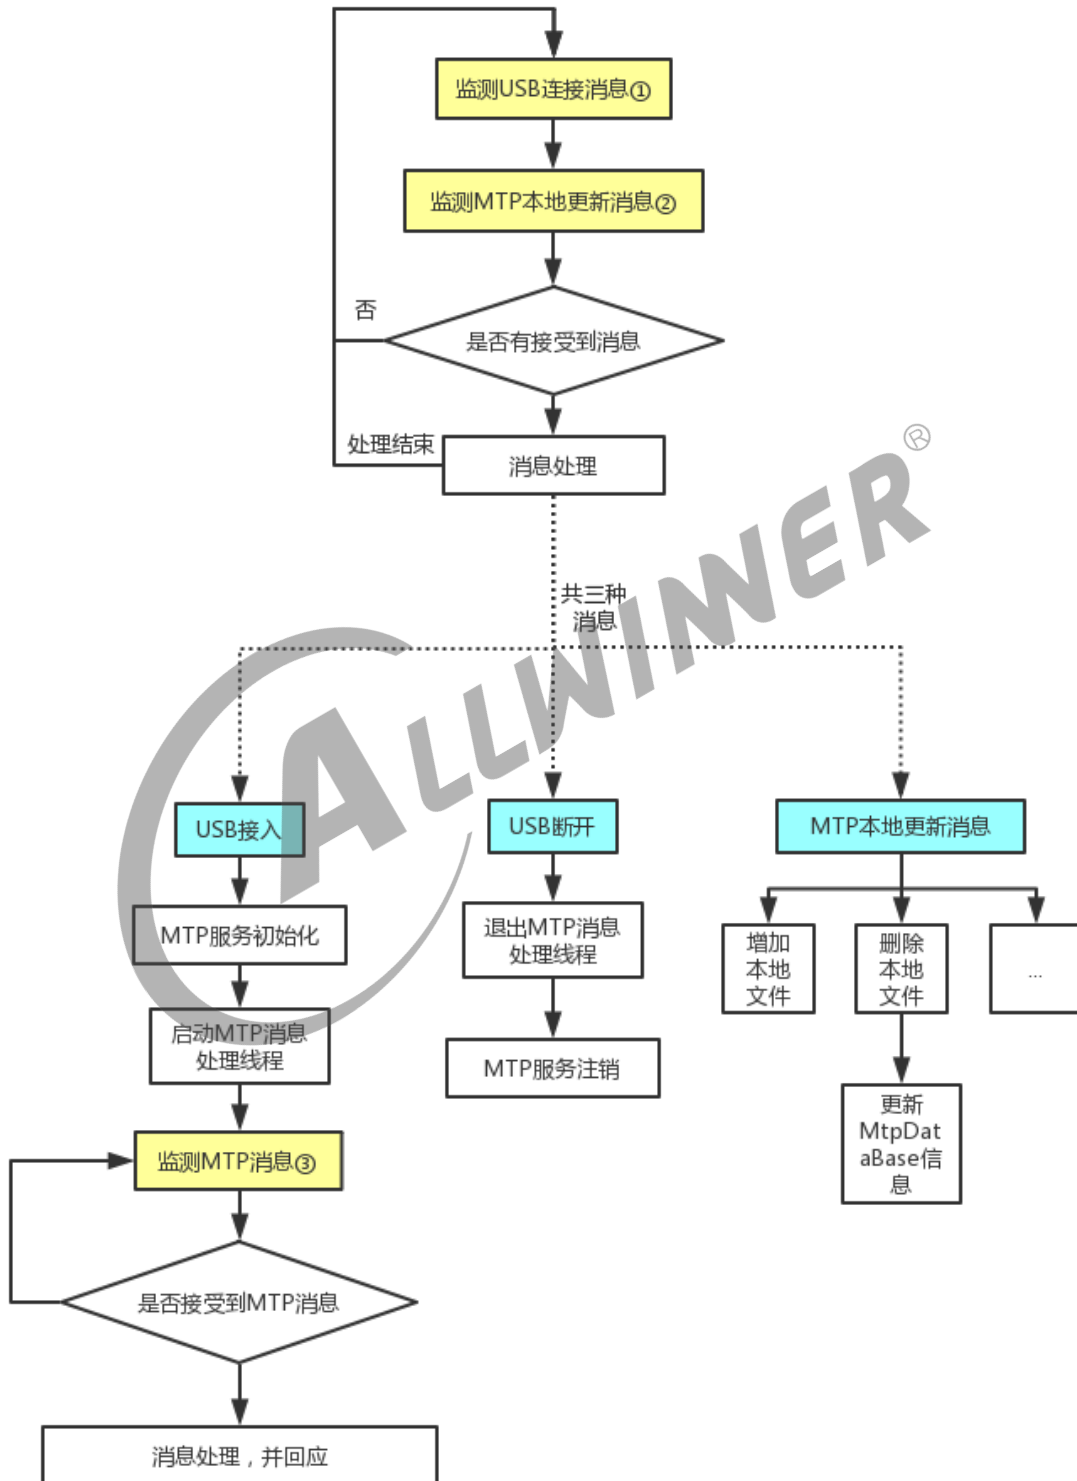 监测USB连接消息①
监测MTP本地更新消息②
否
是否有接受到消息
处理结束
消息处理
ALLWINNER®
共三种
消息
USB接入
USB断开
MTP本地更新消息
MTP服务初始化
退出MTP消息
处理线程
增加
本地
文件
删除
本地
文件
...
启动MTP消息
处理线程
MTP服务注销
更新
MtpDat
aBase信
息
监测MTP消息③
是否接受到MTP消息
消息处理，并回应